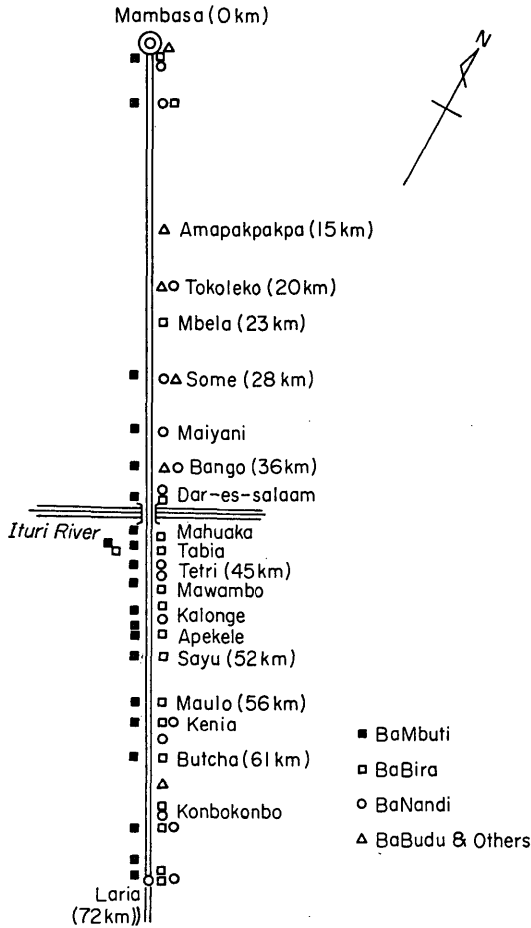 Mambasa (0 km)
N
Amapakpakpa (15 km)
Tokoleko (20 km)
Mbela (23 km)
Some (28 km)
Maiyani
Bango (36 km)
Dar-es-salaam
Ituri River
Mahuaka
Tabia
Tetri (45 km)
Mawambo
Kalonge
Apekele
Sayu (52 km)
Maulo (56 km)
Kenia
Butcha (61 km)
Konbokonbo
Laria
(72 km))
BaMbuti
BaBira
BaNandi
BaBudu & Others